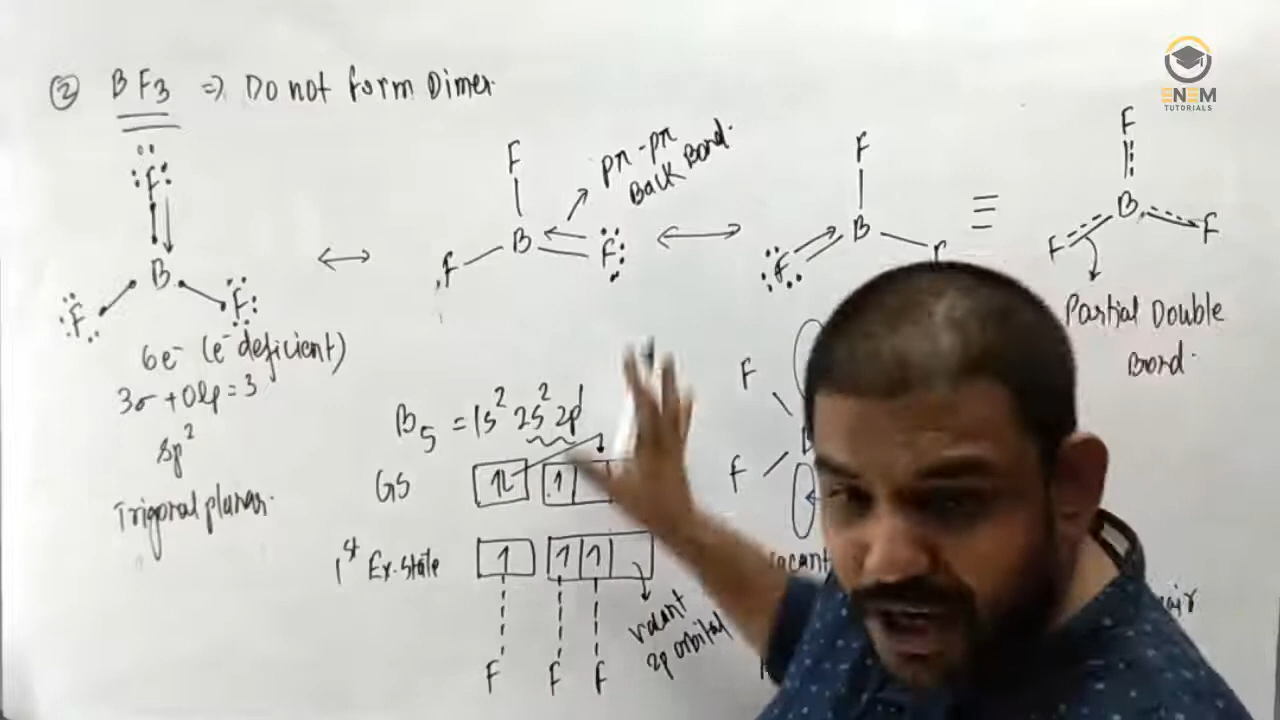 ② BF3 ⇒ Do not form Dimer.
ENEM
TUTORIALS
F
B
F
F
6e⁻ (e⁻ deficient)
3σ + 0lp = 3
sp²
Trigonal planar.
F
B
F
F
pπ-pπ
Back Bond.
F
B
F
F
B
F
F
Partial Double
Bond.
B5 = 1s² 2s² 2p¹
GS
1st Ex. state
vacant
2p orbital
F F F
F
F
vacant